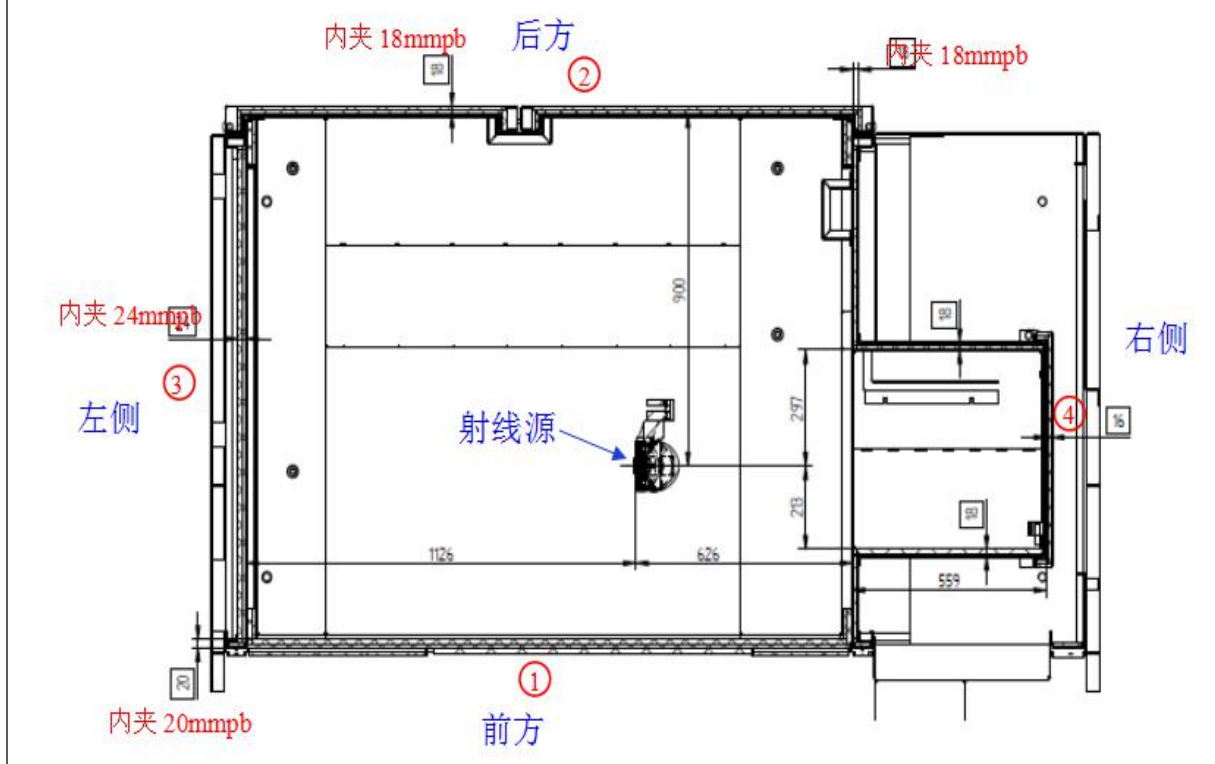 内夹 18mmpb
后方
内夹 18mmpb
18
②
900
内夹 24mmpb
18
右侧
③
左侧
射线源
297
④
16
213
18
1126
626
559
20
①
内夹 20mmpb
前方